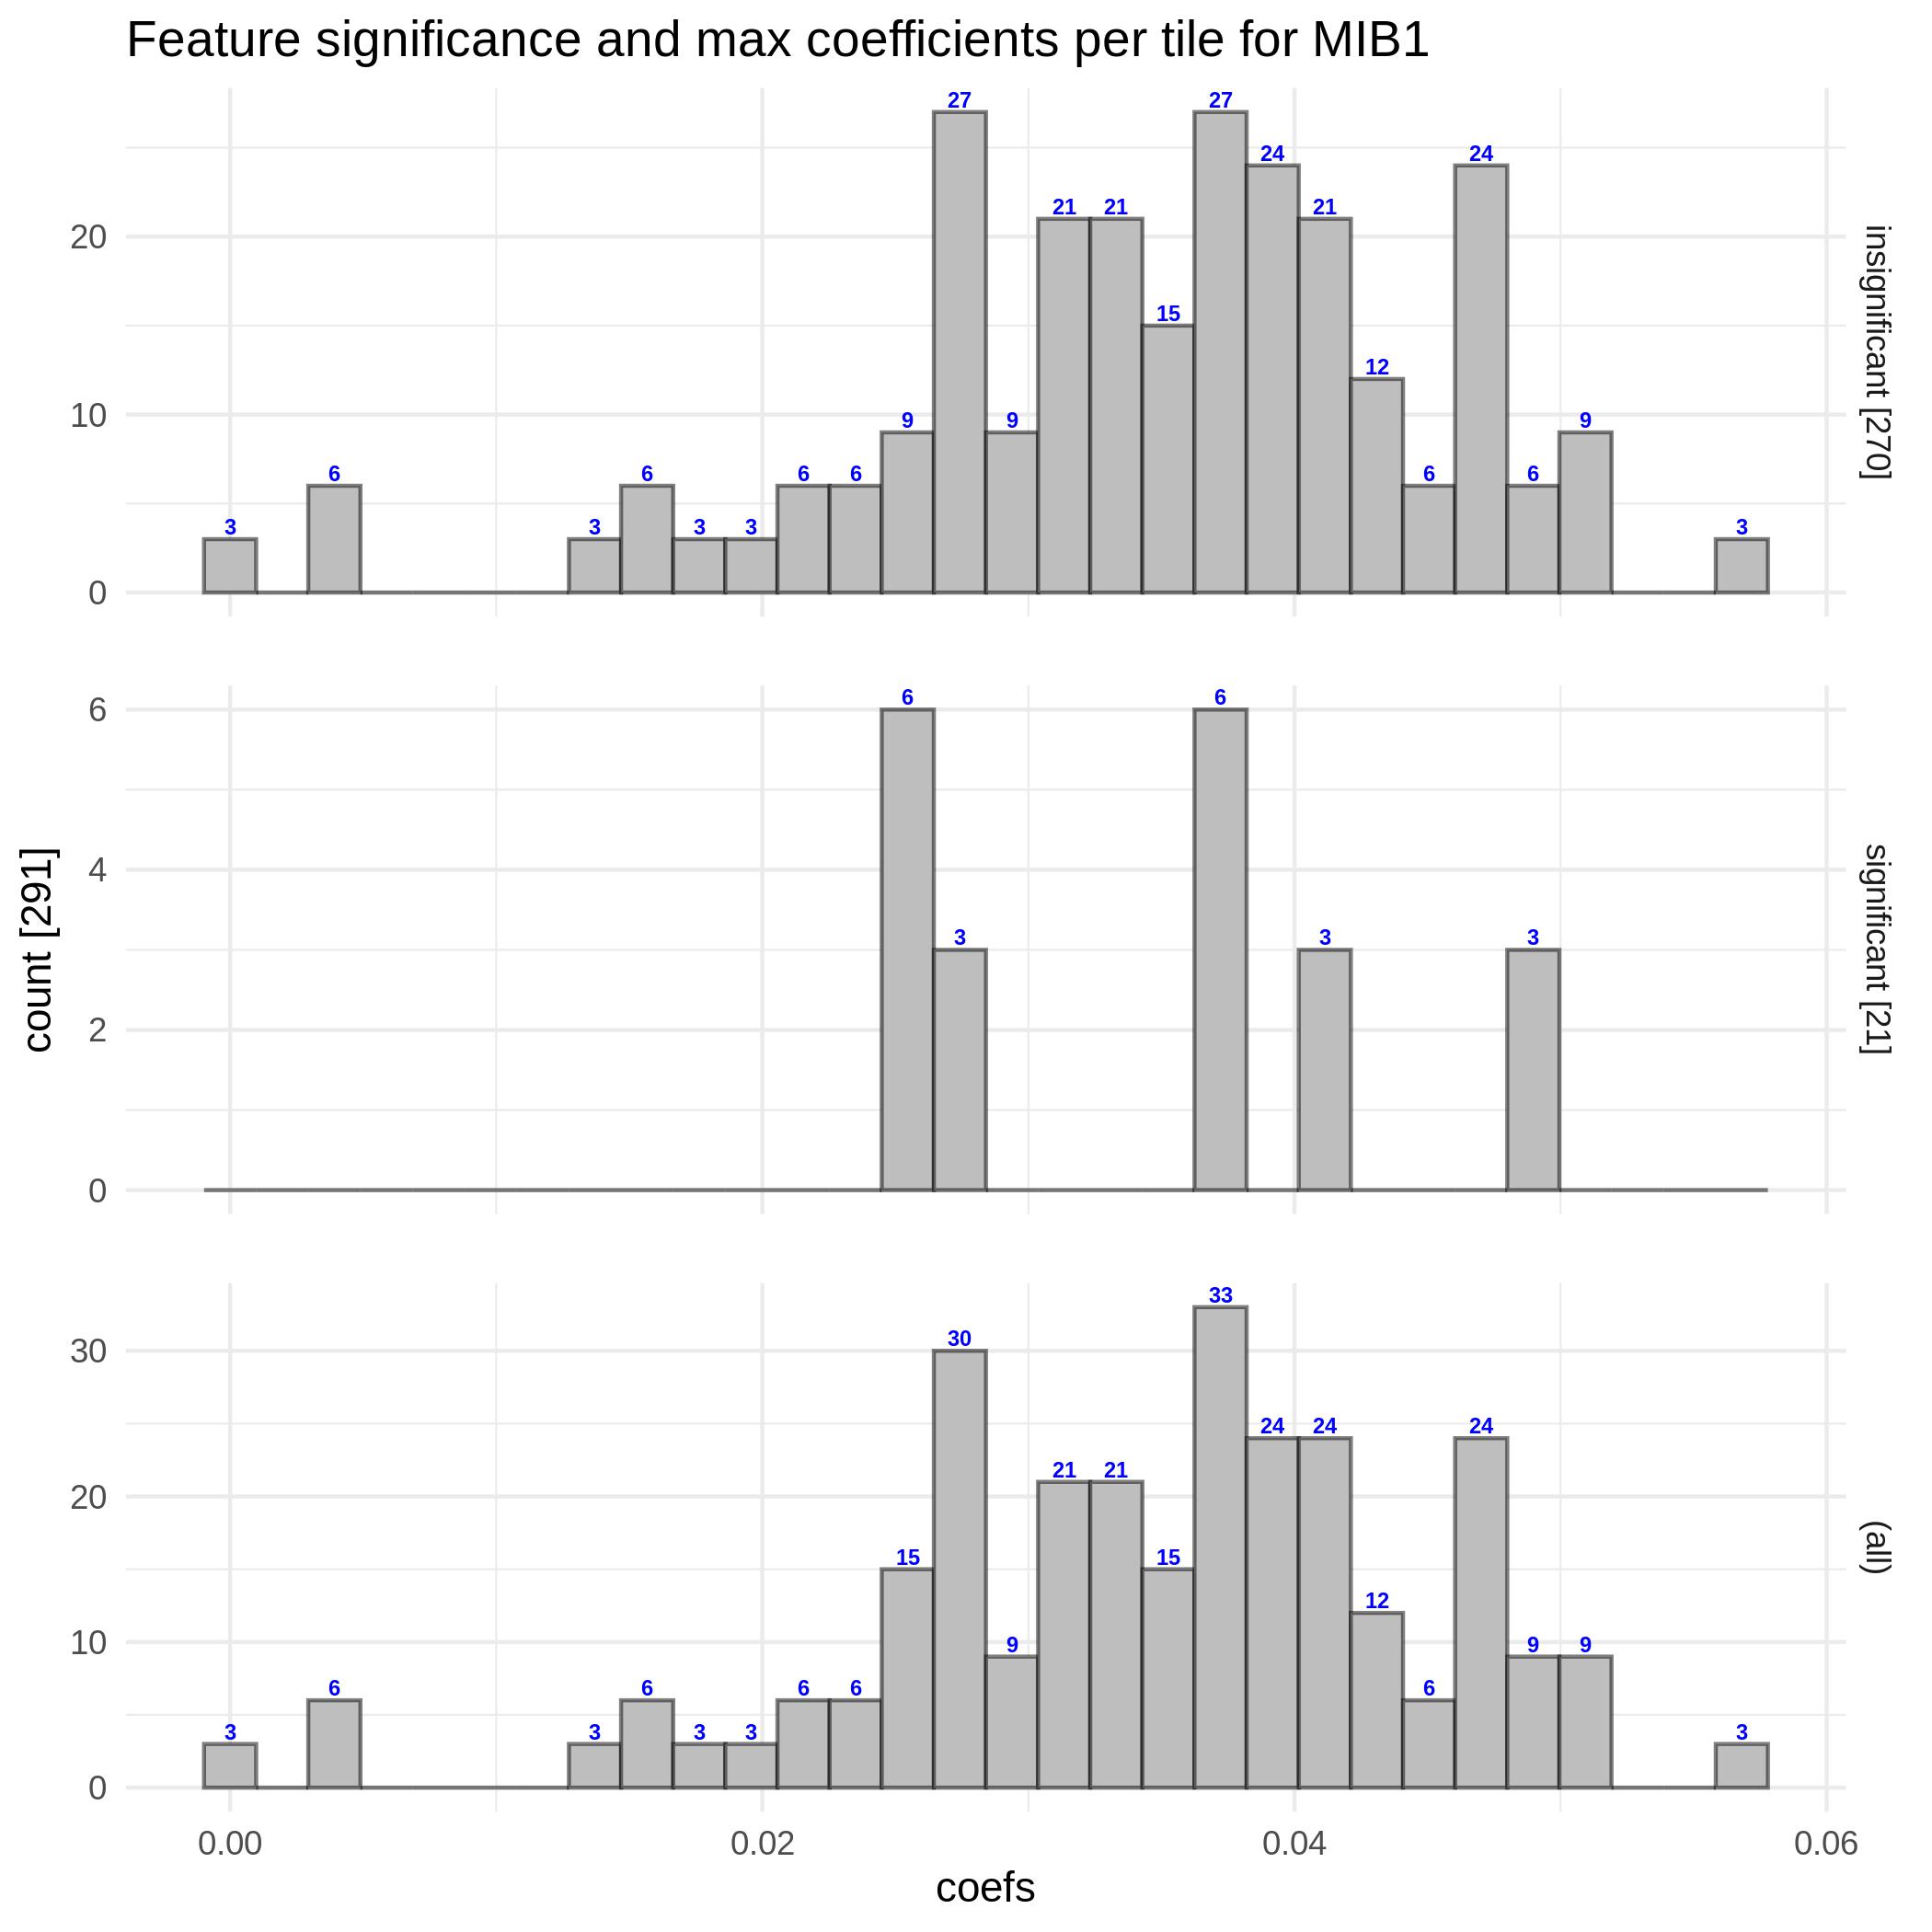 Feature significance and max coefficients per tile for MIB1
count [291]
20
10
0
3 6 3 6 3 3 6 6 9 27 9 21 21 15 27 24 21 12 6 24 6 9 3
insignificant [270]
6
4
2
0
6 3 6 3 3
significant [21]
30
20
10
0
3 6 3 6 3 3 6 6 15 30 9 21 21 15 33 24 24 12 6 24 9 9 3
(all)
0.00 0.02 0.04 0.06
coefs